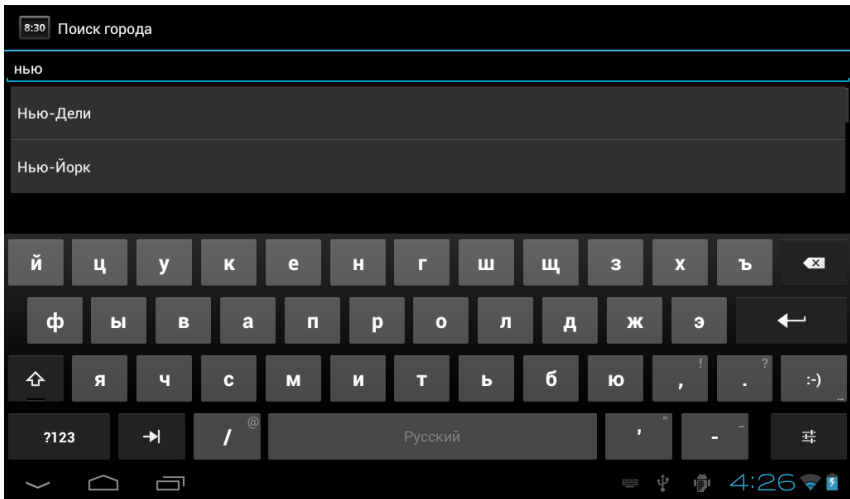 8:30 Поиск города
нью
Нью-Дели
Нью-Йорк
й ц у к е н г ш щ з х ъ
ф ы в а п р о л д ж э
я ч с м и т ь б ю , ! . ? :-)
?123 / @ Русский ' " - _
4:26